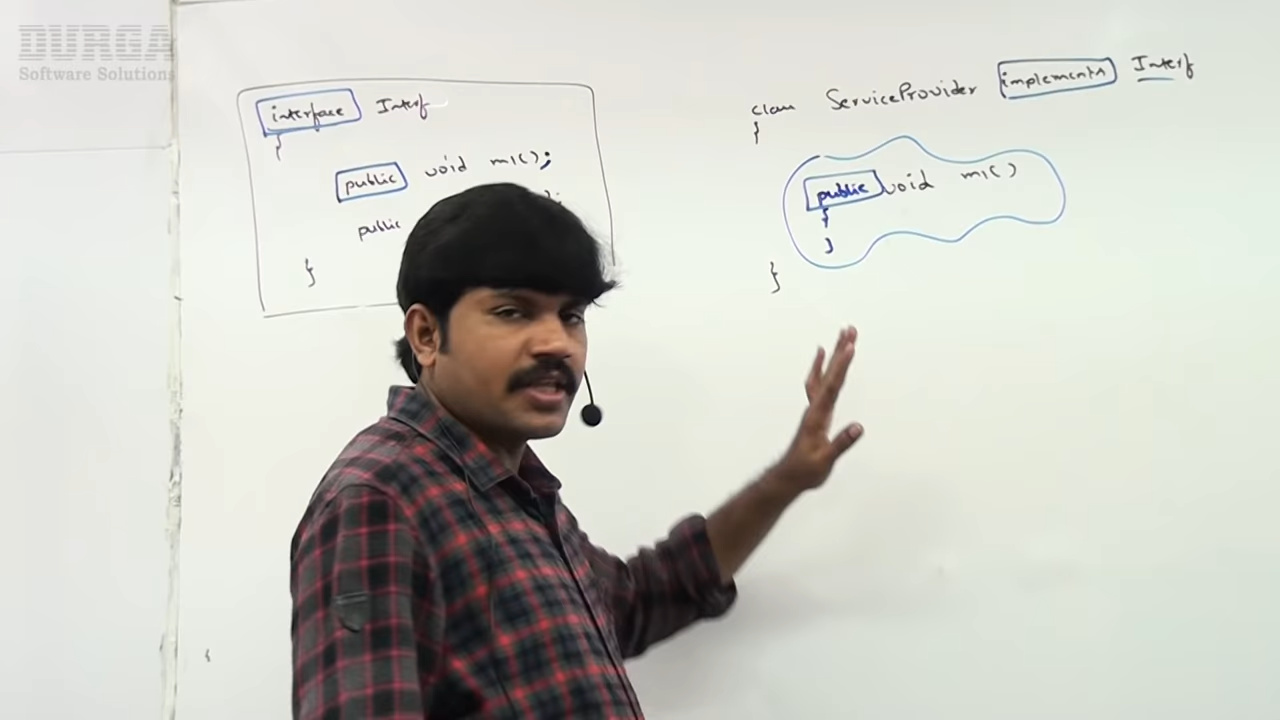 DURGA
Software Solutions
interface Interf
{
public void m1();
public );
}
class ServiceProvider implements Interf
{
public void m1()
{
}
}